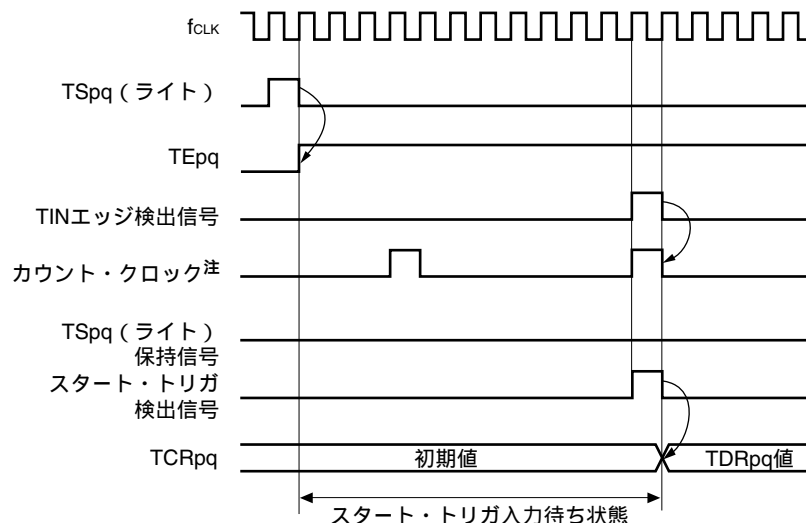 fCLK
TSpq（ライト）
TEpq
TINエッジ検出信号
カウント・クロック注
TSpq（ライト）
保持信号
スタート・トリガ
検出信号
TCRpq
初期値
TDRpq値
スタート・トリガ入力待ち状態